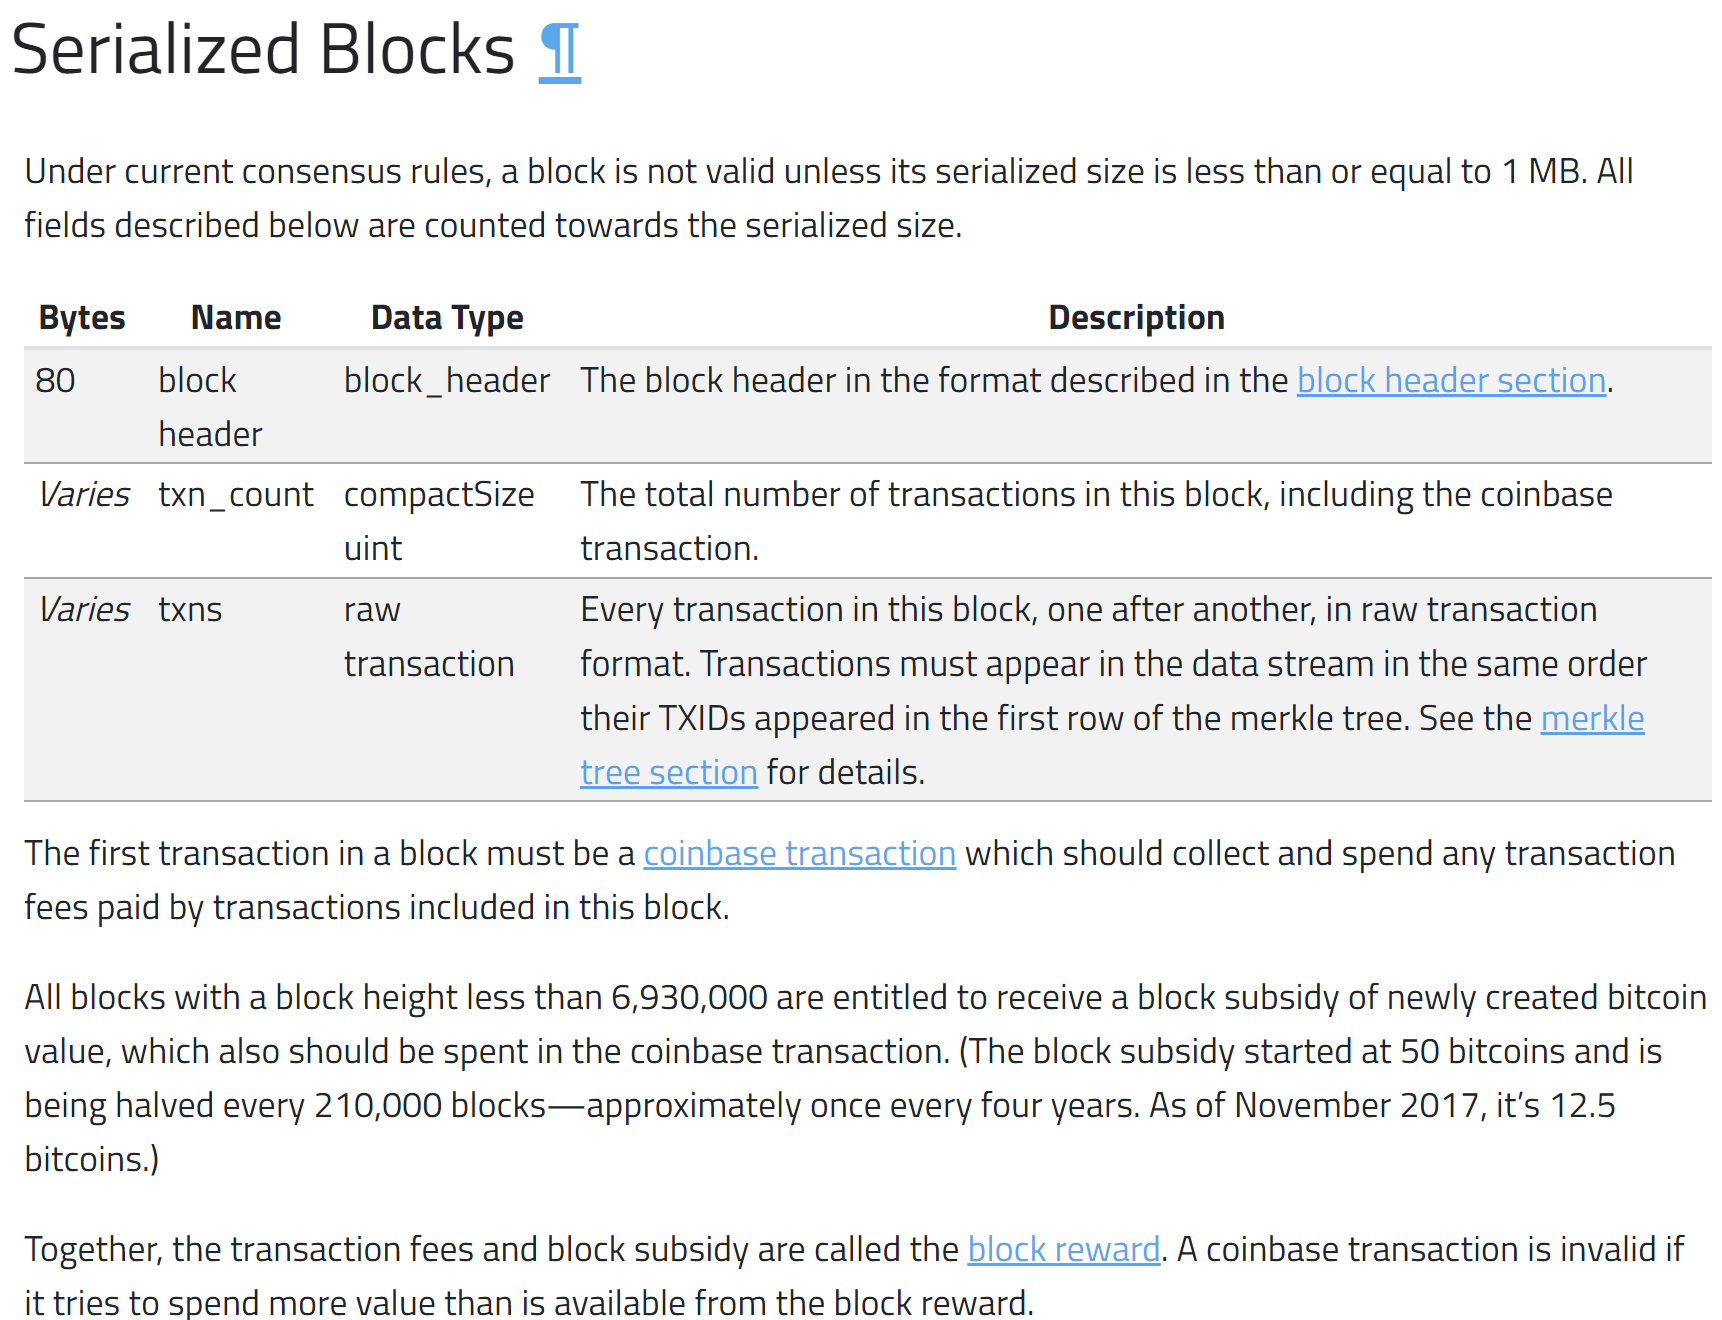 Serialized Blocks ¶
Under current consensus rules, a block is not valid unless its serialized size is less than or equal to 1 MB. All
fields described below are counted towards the serialized size.
Bytes Name Data Type Description
80 block block_header The block header in the format described in the block header section.
header
Varies txn_count compactSize The total number of transactions in this block, including the coinbase
uint transaction.
Varies txns raw Every transaction in this block, one after another, in raw transaction
transaction format. Transactions must appear in the data stream in the same order
their TXIDs appeared in the first row of the merkle tree. See the merkle
tree section for details.
The first transaction in a block must be a coinbase transaction which should collect and spend any transaction
fees paid by transactions included in this block.
All blocks with a block height less than 6,930,000 are entitled to receive a block subsidy of newly created bitcoin
value, which also should be spent in the coinbase transaction. (The block subsidy started at 50 bitcoins and is
being halved every 210,000 blocks—approximately once every four years. As of November 2017, it’s 12.5
bitcoins.)
Together, the transaction fees and block subsidy are called the block reward. A coinbase transaction is invalid if
it tries to spend more value than is available from the block reward.